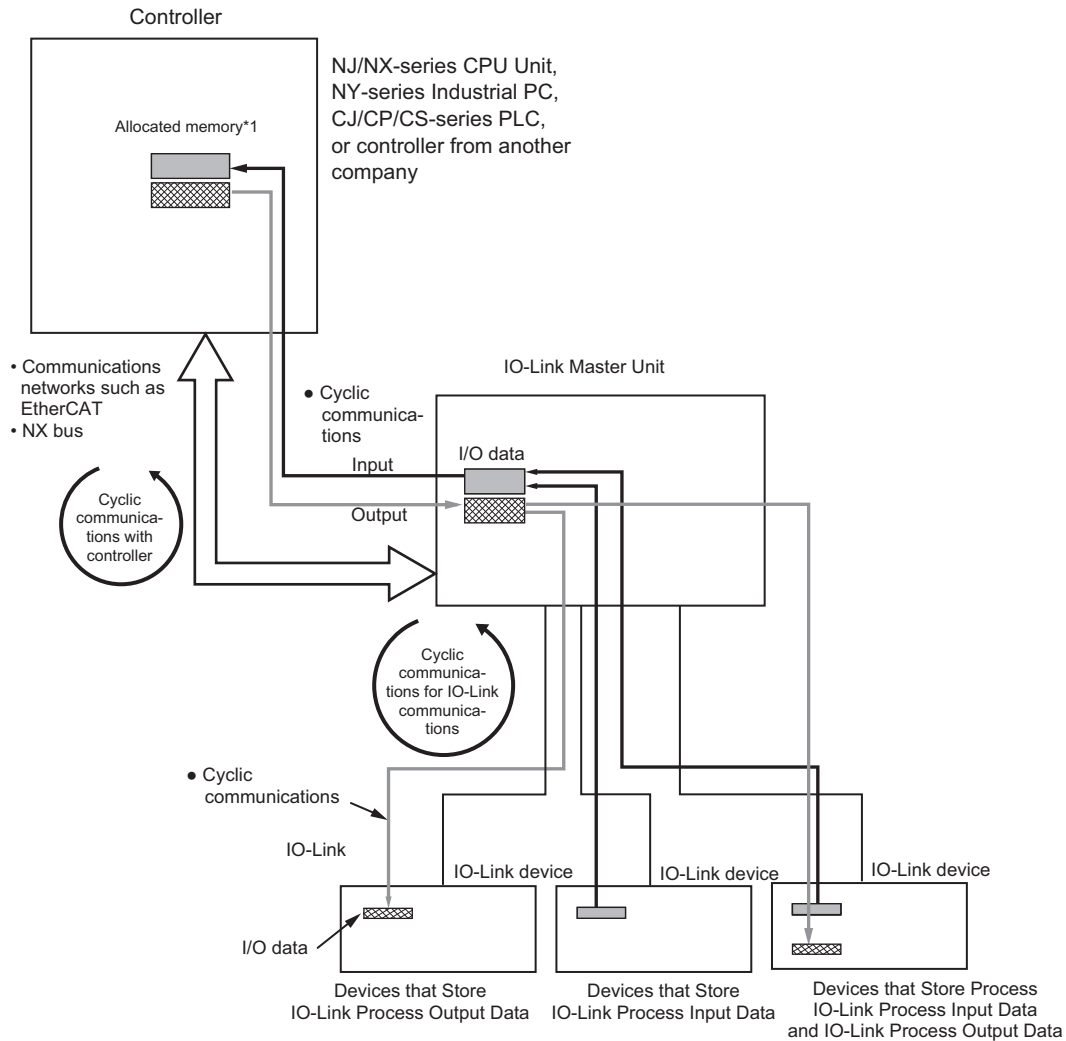 Controller
NJ/NX-series CPU Unit,
NY-series Industrial PC,
CJ/CP/CS-series PLC,
or controller from another
company
Allocated memory*1
• Communications
networks such as
EtherCAT
• NX bus
IO-Link Master Unit
● Cyclic
communica-
tions
I/O data
Input
Output
Cyclic
communica-
tions with
controller
Cyclic
communica-
tions for IO-Link
communica-
tions
● Cyclic
communications
IO-Link
IO-Link device
IO-Link device
IO-Link device
I/O data
Devices that Store
IO-Link Process Output Data
Devices that Store
IO-Link Process Input Data
Devices that Store Process
IO-Link Process Input Data
and IO-Link Process Output Data